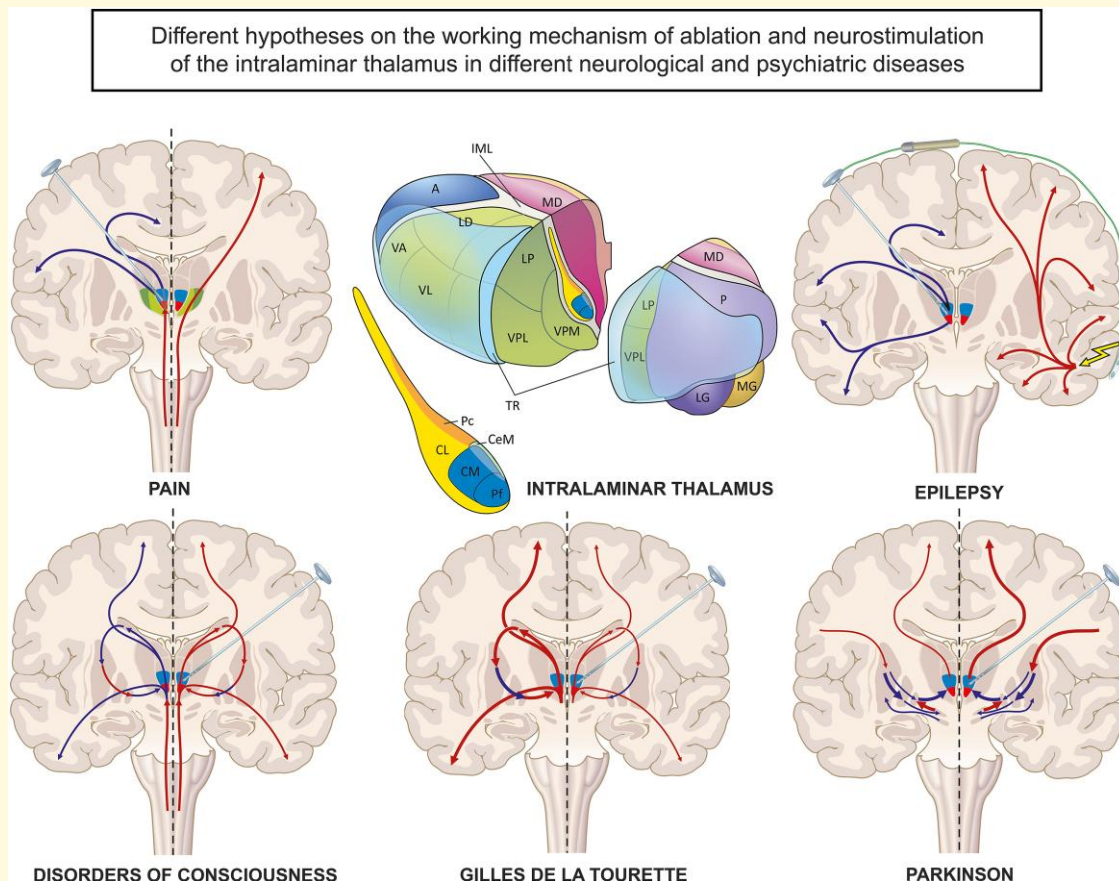 Different hypotheses on the working mechanism of ablation and neurostimulation
of the intralaminar thalamus in different neurological and psychiatric diseases
IML
A
MD
LD
VA
LP
VL
VPL
VPM
MD
LP
P
VPL
TR
LG
MG
Pc
CeM
CL
CM
Pf
PAIN
INTRALAMINAR THALAMUS
EPILEPSY
DISORDERS OF CONSCIOUSNESS
GILLES DE LA TOURETTE
PARKINSON